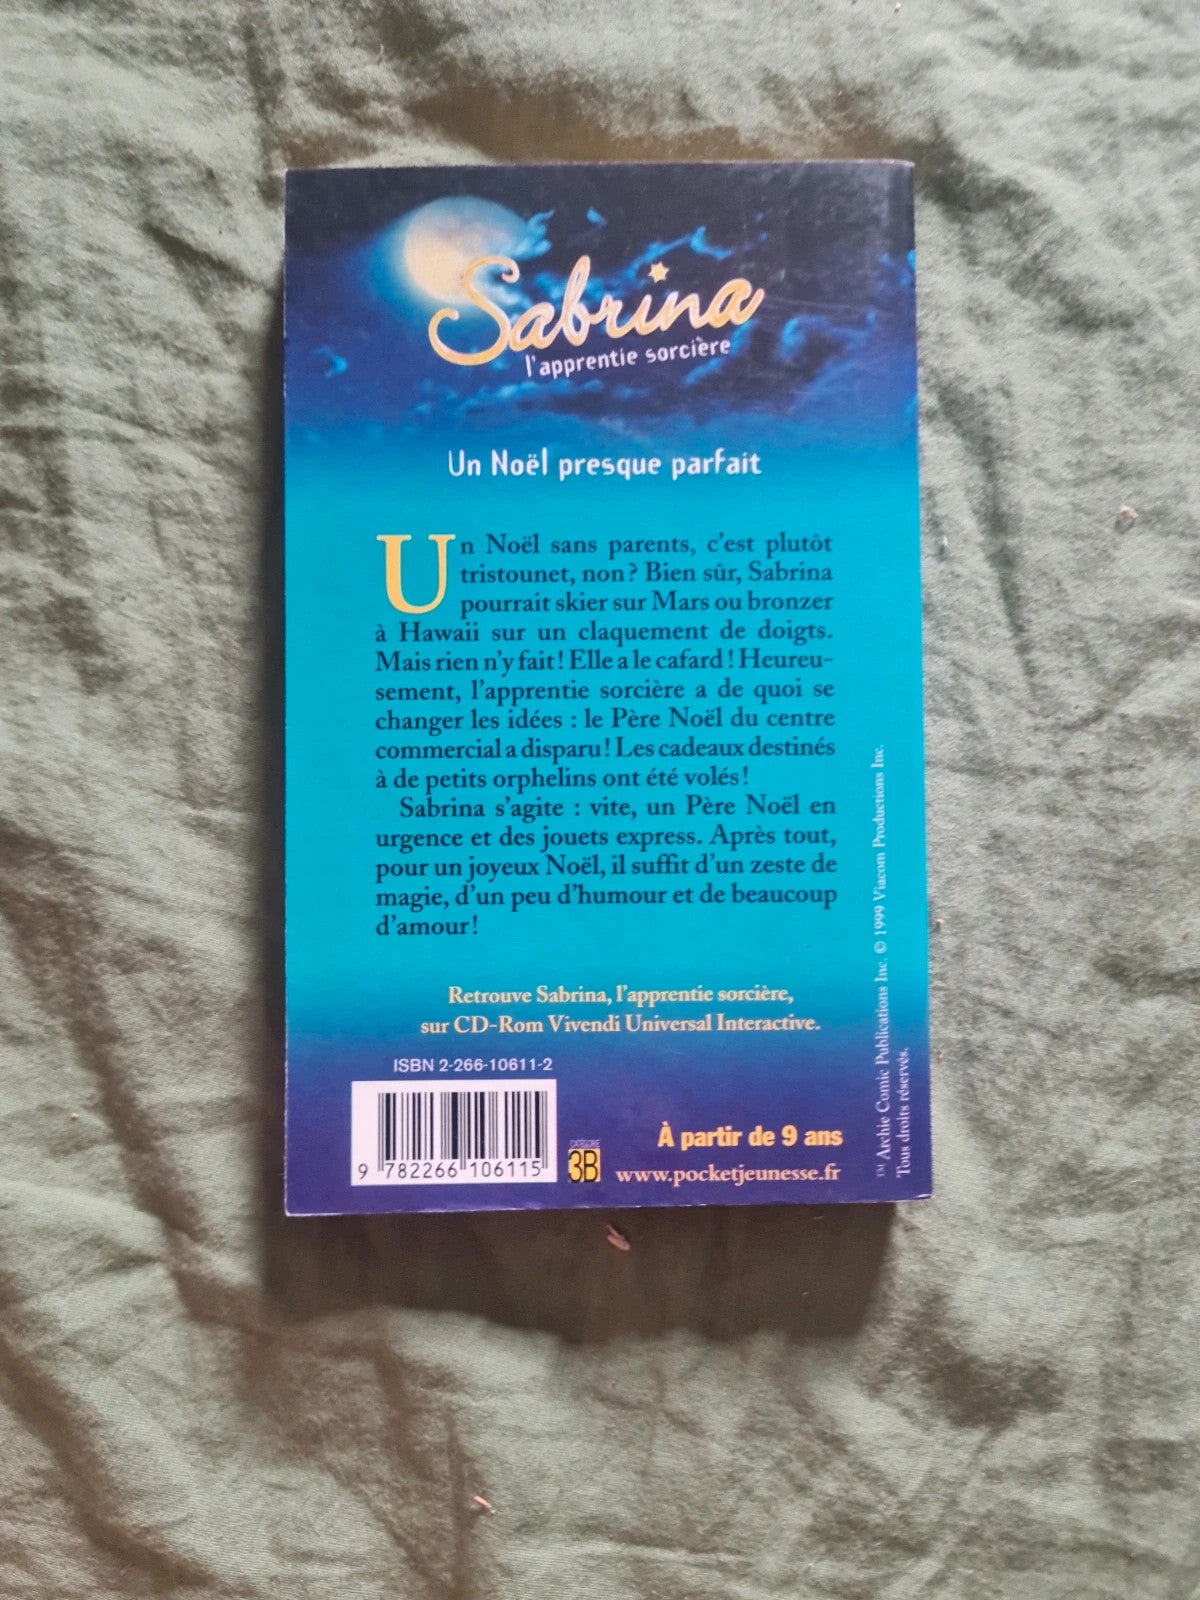 Sabrina
l'apprentie sorcière
Un Noël presque parfait
Un Noël sans parents, c'est plutôt
tristounet, non ? Bien sûr, Sabrina
pourrait skier sur Mars ou bronzer
à Hawaii sur un claquement de doigts.
Mais rien n'y fait ! Elle a le cafard ! Heureu-
sement, l'apprentie sorcière a de quoi se
changer les idées : le Père Noël du centre
commercial a disparu ! Les cadeaux destinés
à de petits orphelins ont été volés !
Sabrina s'agite : vite, un Père Noël en
urgence et des jouets express. Après tout,
pour un joyeux Noël, il suffit d'un zeste de
magie, d'un peu d'humour et de beaucoup
d'amour !
Retrouve Sabrina, l'apprentie sorcière,
sur CD-Rom Vivendi Universal Interactive.
ISBN 2-266-10611-2
9 782266 106115
CATÉGORIE
3B
À partir de 9 ans
www.pocketjeunesse.fr
™ Archie Comic Publications Inc. © 1999 Viacom Productions Inc.
Tous droits réservés.